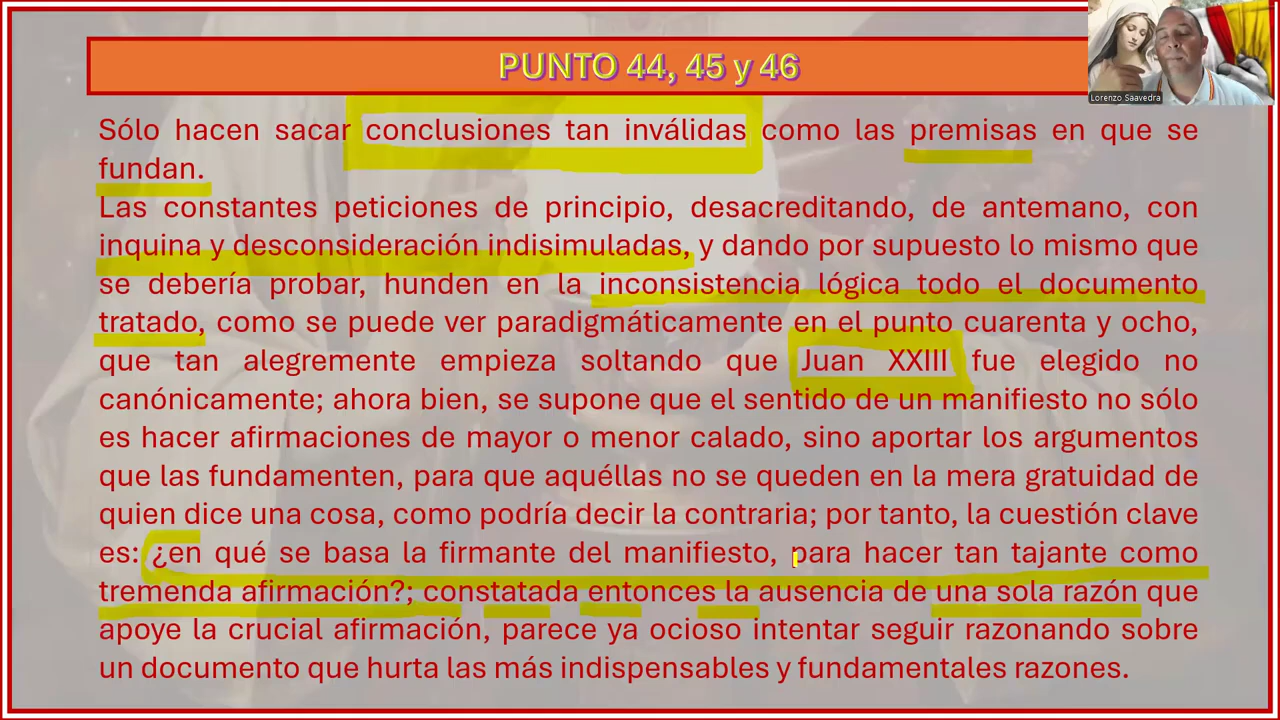 PUNTO 44, 45 y 46
Lorenzo Saavedra
Sólo hacen sacar conclusiones tan inválidas como las premisas en que se
fundan.
Las constantes peticiones de principio, desacreditando, de antemano, con
inquina y desconsideración indisimuladas, y dando por supuesto lo mismo que
se debería probar, hunden en la inconsistencia lógica todo el documento
tratado, como se puede ver paradigmáticamente en el punto cuarenta y ocho,
que tan alegremente empieza soltando que Juan XXIII fue elegido no
canónicamente; ahora bien, se supone que el sentido de un manifiesto no sólo
es hacer afirmaciones de mayor o menor calado, sino aportar los argumentos
que las fundamenten, para que aquéllas no se queden en la mera gratuidad de
quien dice una cosa, como podría decir la contraria; por tanto, la cuestión clave
es: ¿en qué se basa la firmante del manifiesto, para hacer tan tajante como
tremenda afirmación?; constatada entonces la ausencia de una sola razón que
apoye la crucial afirmación, parece ya ocioso intentar seguir razonando sobre
un documento que hurta las más indispensables y fundamentales razones.